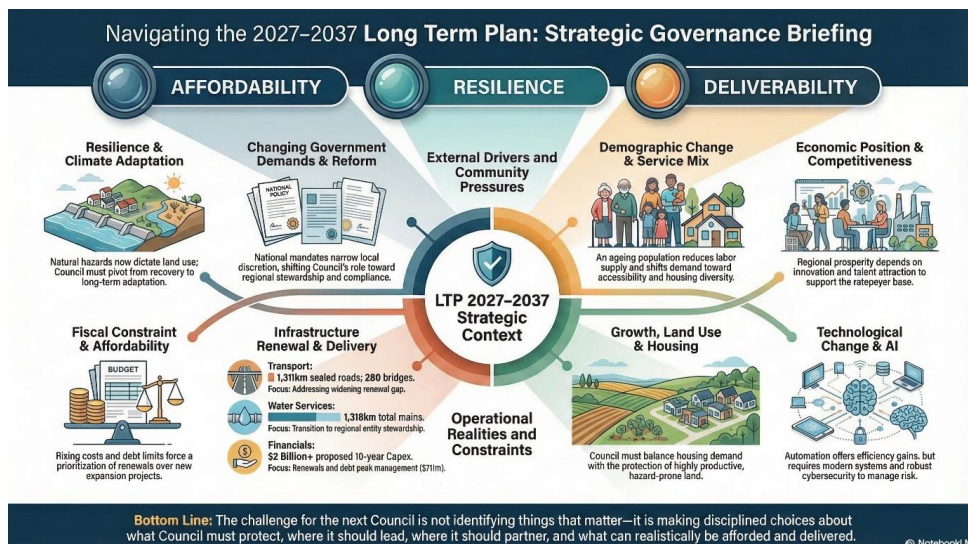 Navigating the 2027–2037 Long Term Plan: Strategic Governance Briefing
AFFORDABILITY
RESILIENCE
DELIVERABILITY
Resilience &
Climate Adaptation
Natural hazards now dictate land use;
Council must pivot from recovery to
long-term adaptation.
Changing Government
Demands & Reform
NATIONAL
POLICY
National mandates narrow local
discretion, shifting Council's role toward
regional stewardship and compliance.
External Drivers and
Community
Pressures
Demographic Change
& Service Mix
An ageing population reduces labor
supply and shifts demand toward
accessibility and housing diversity.
Economic Position &
Competitiveness
Regional prosperity depends on
innovation and talent attraction to
support the ratepeyer base.
LTP 2027–2037
Strategic
Context
Fiscal Constraint
& Affordability
BUDGET
Rixing costs and debt limits force a
prioritization of renewals over new
expansion projects.
Infrastructure
Renewal & Delivery
Transport:
1,311km sealed roads; 280 bridges.
Focus: Addressing widening renewal gap.
Water Services:
1,318km total mains.
Focus: Transition to regional entity stewardship.
Financials:
$2 Billion+ proposed 10-year Capex.
Focus: Renewals and debt peak management ($711m).
Operational
Realities and
Constraints
Growth, Land Use
& Housing
Council must balance housing demand
with the protection of highly productive,
hazard-prone land.
Technological
Change & AI
Automation offers efficiency gains. but
requires modern systems and robust
cybersecurity to manage risk.
Bottom Line: The challenge for the next Council is not identifying things that matter—it is making disciplined choices about
what Council must protect, where it should lead, where it should partner, and what can realistically be afforded and delivered.